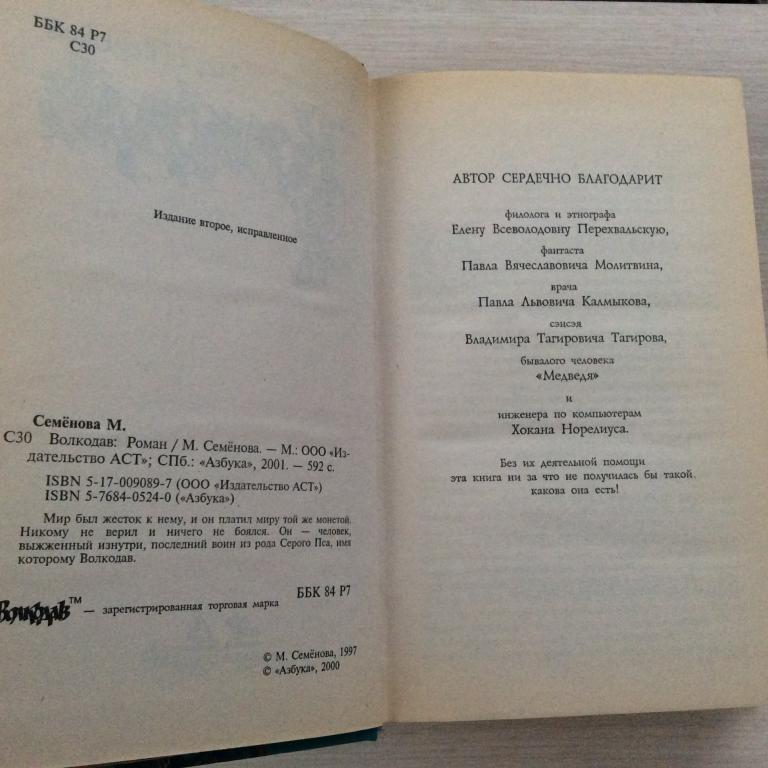 ББК 84 Р7
С30
Издание второе, исправленное
Семёнова М.
С30 Волкодав: Роман / М. Семёнова. — М.: ООО «Из-
дательство АСТ»; СПб.: «Азбука», 2001. — 592 с.
ISBN 5-17-009089-7 (ООО «Издательство АСТ»)
ISBN 5-7684-0524-0 («Азбука»)
Мир был жесток к нему, и он платил миру той же монетой.
Никому не верил и ничего не боялся. Он — человек,
выжженный изнутри, последний воин из рода Серого Пса, имя
которому Волкодав.
ББК 84 Р7
Волкодав™ — зарегистрированная торговая марка
© М. Семёнова, 1997
© «Азбука», 2000
АВТОР СЕРДЕЧНО БЛАГОДАРИТ
филолога и этнографа
Елену Всеволодовну Перехвальскую,
фантаста
Павла Вячеславовича Молитвина,
врача
Павла Львовича Калмыкова,
сэнсэя
Владимира Тагировича Тагирова,
бывалого человека
«Медведя»
и
инженера по компьютерам
Хокана Норелиуса.
Без их деятельной помощи
эта книга ни за что не получилась бы такой,
какова она есть!